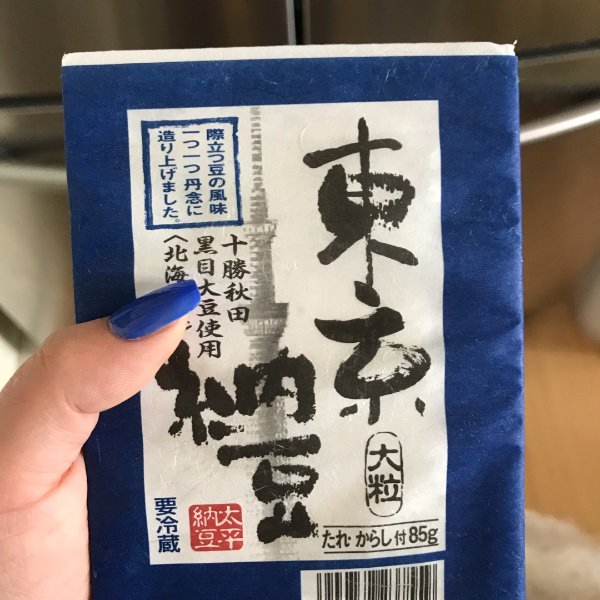 東京
納豆
大粒
際立つ豆の風味
一つ一つ丹念に
造り上げました。
十勝秋田
黒目大豆使用
〈北海
たれ・からし付85g
太平
納豆
要冷蔵